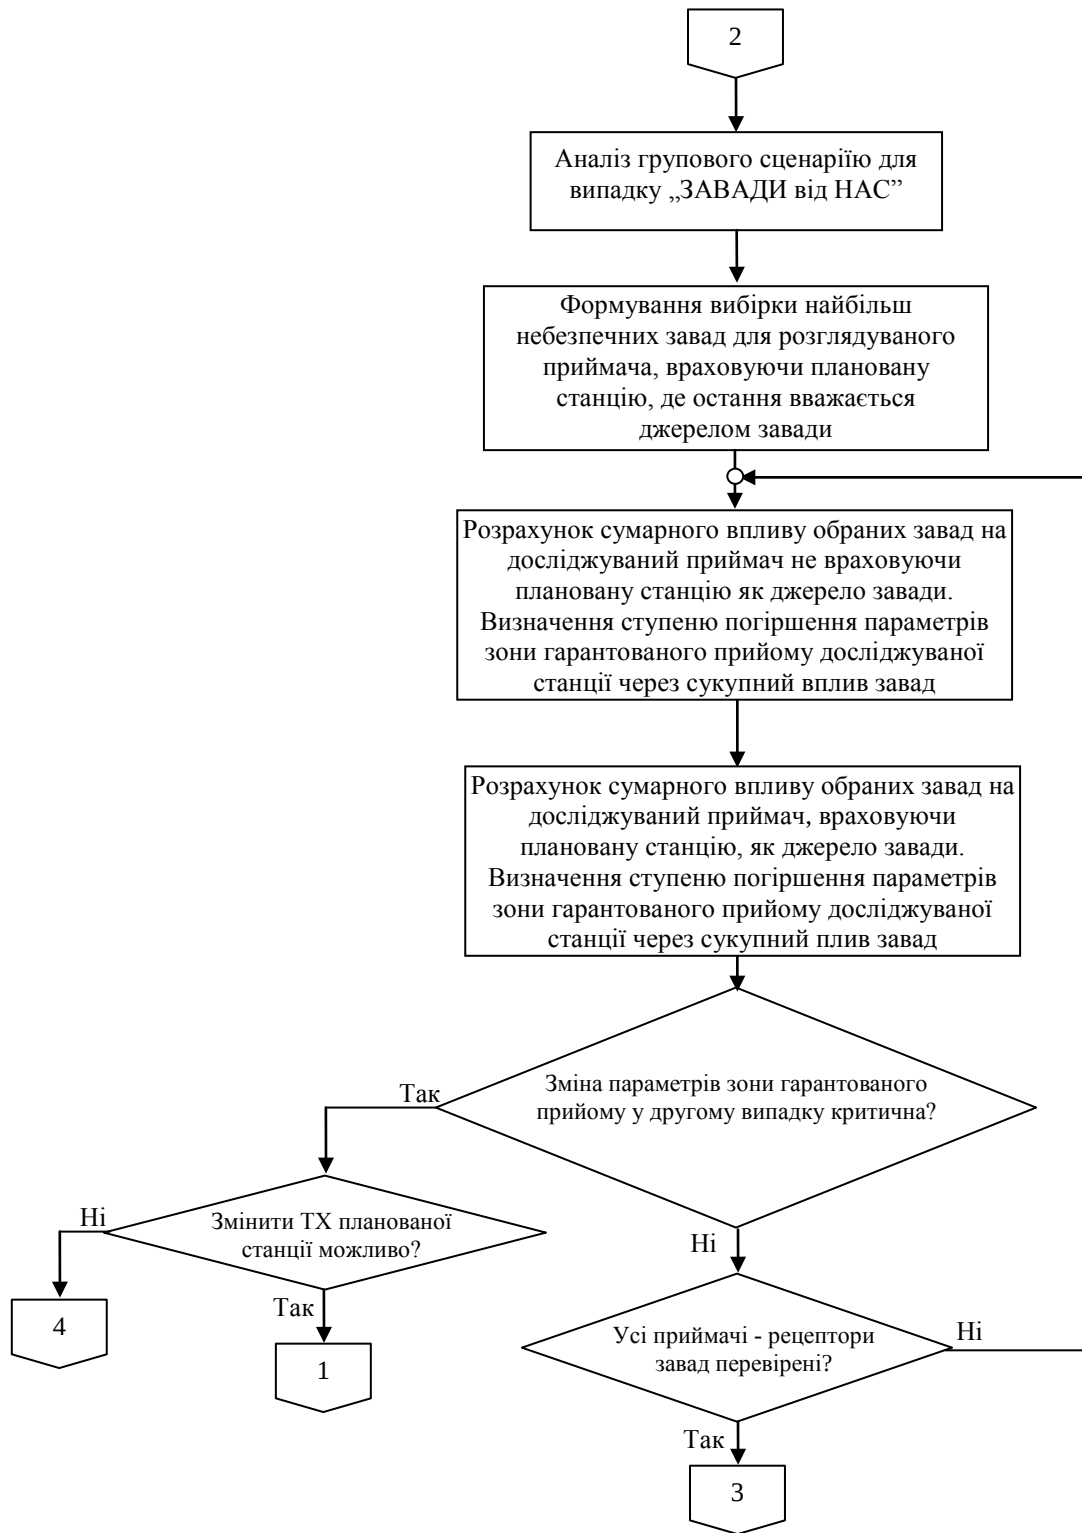 2
Аналіз групового сценаріїю для
випадку „ЗАВАДИ від НАС”
Формування вибірки найбільш
небезпечних завад для розглядуваного
приймача, враховуючи плановану
станцію, де остання вважається
джерелом завади
Розрахунок сумарного впливу обраних завад на
досліджуваний приймач не враховуючи
плановану станцію як джерело завади.
Визначення ступеню погіршення параметрів
зони гарантованого прийому досліджуваної
станції через сукупний вплив завад
Розрахунок сумарного впливу обраних завад на
досліджуваний приймач, враховуючи
плановану станцію, як джерело завади.
Визначення ступеню погіршення параметрів
зони гарантованого прийому досліджуваної
станції через сукупний плив завад
Зміна параметрів зони гарантованого
прийому у другому випадку критична?
Так
Змінити ТХ планованої
станції можливо?
Ні
4
Так
1
Ні
Усі приймачі - рецептори
завад перевірені?
Ні
Так
3